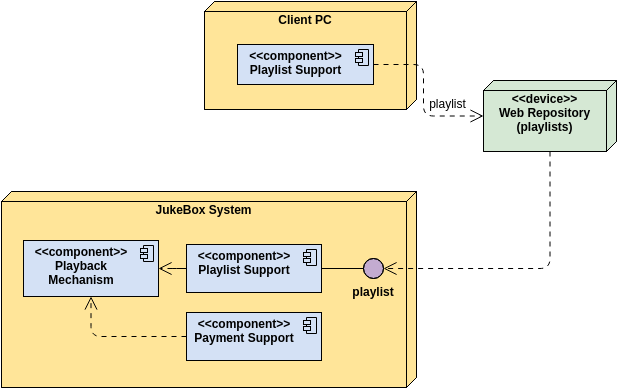 Client PC
<<component>>
Playlist Support
playlist
<<device>>
Web Repository
(playlists)
JukeBox System
<<component>>
Playback
Mechanism
<<component>>
Playlist Support
playlist
<<component>>
Payment Support